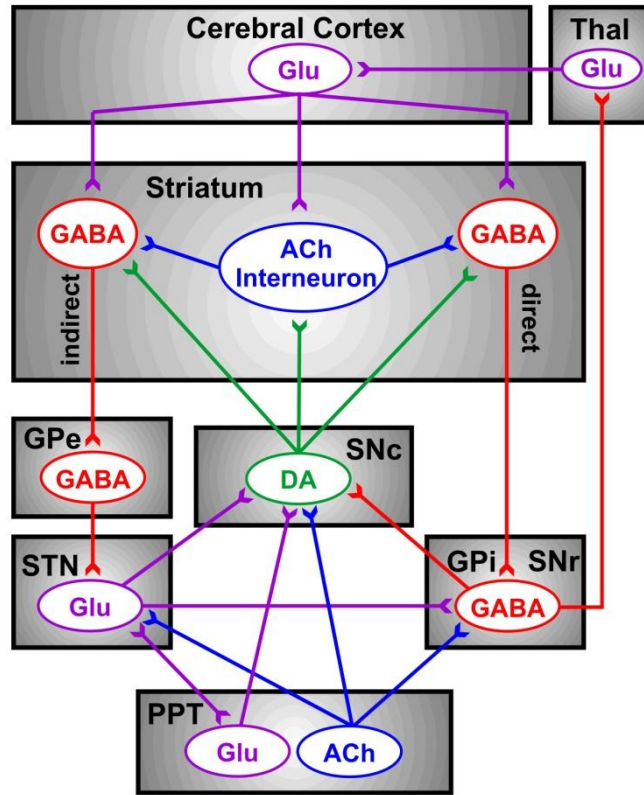 Cerebral Cortex
Thal
Glu
Glu
Striatum
GABA
ACh
Interneuron
GABA
indirect
direct
GPe
GABA
SNc
DA
STN
Glu
GPi
SNr
GABA
PPT
Glu
ACh